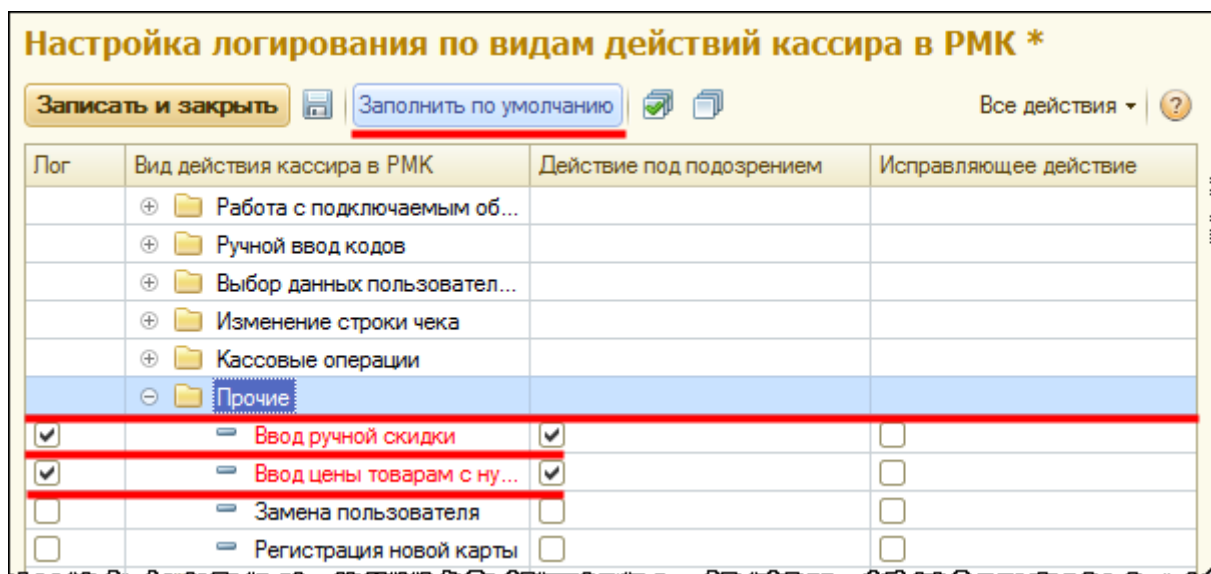 Настройка логирования по видам действий кассира в РМК *
Записать и закрыть Заполнить по умолчанию Все действия
Лог Вид действия кассира в РМК Действие под подозрением Исправляющее действие
Работа с подключаемым об...
Ручной ввод кодов
Выбор данных пользовател...
Изменение строки чека
Кассовые операции
Прочие
Ввод ручной скидки
Ввод цены товарам с ну...
Замена пользователя
Регистрация новой карты